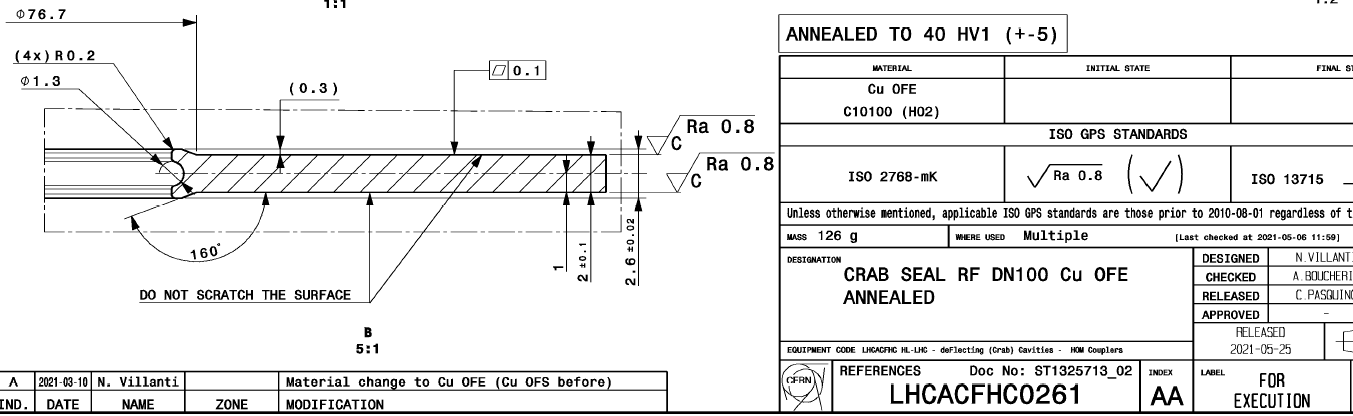 1:1
1:2
Φ76.7
(4x)R0.2
Φ1.3
(0.3)
0.1
Ra 0.8
C
Ra 0.8
C
160°
1
2 ±0.1
2.6 ±0.02
DO NOT SCRATCH THE SURFACE
B
5:1
A 2021-03-10 N. Villanti Material change to Cu OFE (Cu OFS before)
IND. DATE NAME ZONE MODIFICATION
ANNEALED TO 40 HV1 (+-5)
MATERIAL INITIAL STATE FINAL ST
Cu OFE
C10100 (H02)
ISO GPS STANDARDS
ISO 2768-mK Ra 0.8 ISO 13715
Unless otherwise mentioned, applicable ISO GPS standards are those prior to 2010-08-01 regardless of t
MASS 126 g WHERE USED Multiple [Last checked at 2021-05-06 11:59]
DESIGNATION
CRAB SEAL RF DN100 Cu OFE
ANNEALED
DESIGNED N.VILLANTI
CHECKED A.BOUCHERI
RELEASED C.PASQUINO
APPROVED -
RELEASED
2021-05-25
EQUIPMENT CODE LHCACFHC HL-LHC - deFlecting (Crab) Cavities - HOM Couplers
CERN
REFERENCES Doc No: ST1325713_02
LHCACFHC0261
INDEX
AA
LABEL
FOR
EXECUTION